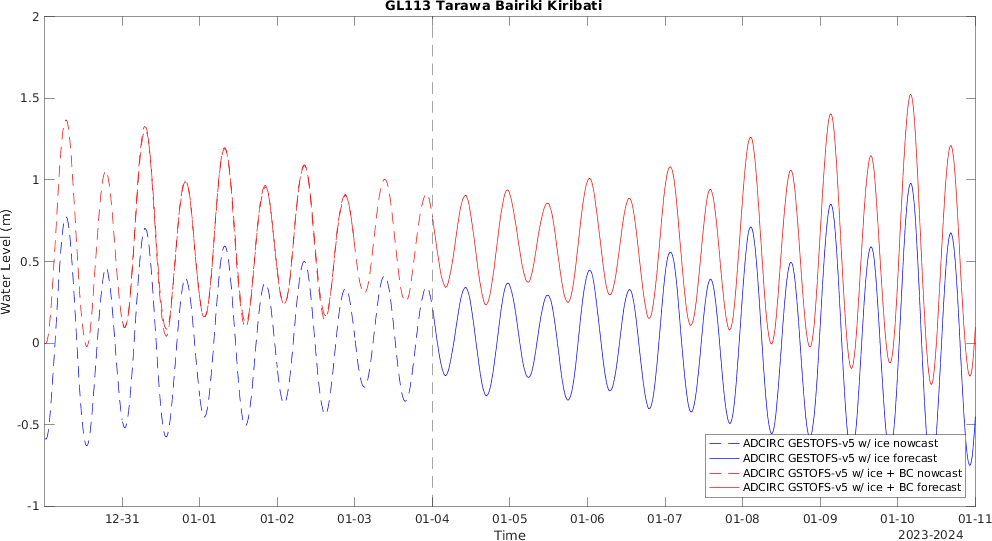 GL113 Tarawa Bairiki Kiribati
2
1.5
1
0.5
0
-0.5
-1
Water Level (m)
12-31
01-01
01-02
01-03
01-04
01-05
01-06
01-07
01-08
01-09
01-10
01-11
Time
2023-2024
ADCIRC GESTOFS-v5 w/ ice nowcast
ADCIRC GESTOFS-v5 w/ ice forecast
ADCIRC GSTOFS-v5 w/ ice + BC nowcast
ADCIRC GSTOFS-v5 w/ ice + BC forecast